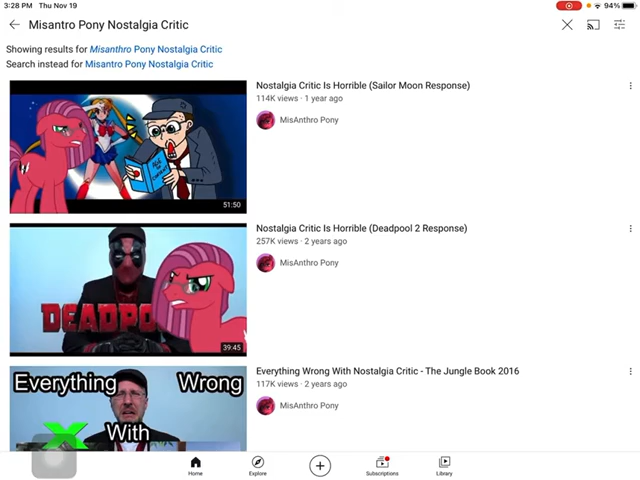 3:28 PM Thu Nov 19
94%
Misantro Pony Nostalgia Critic
Showing results for Misanthro Pony Nostalgia Critic
Search instead for Misantro Pony Nostalgia Critic
Nostalgia Critic Is Horrible (Sailor Moon Response)
114K views · 1 year ago
MisAnthro Pony
51:50
Nostalgia Critic Is Horrible (Deadpool 2 Response)
257K views · 2 years ago
MisAnthro Pony
DEADPO
39:45
Everything Wrong With Nostalgia Critic - The Jungle Book 2016
117K views · 2 years ago
MisAnthro Pony
Everything Wrong
With
Home
Explore
Subscriptions
Library